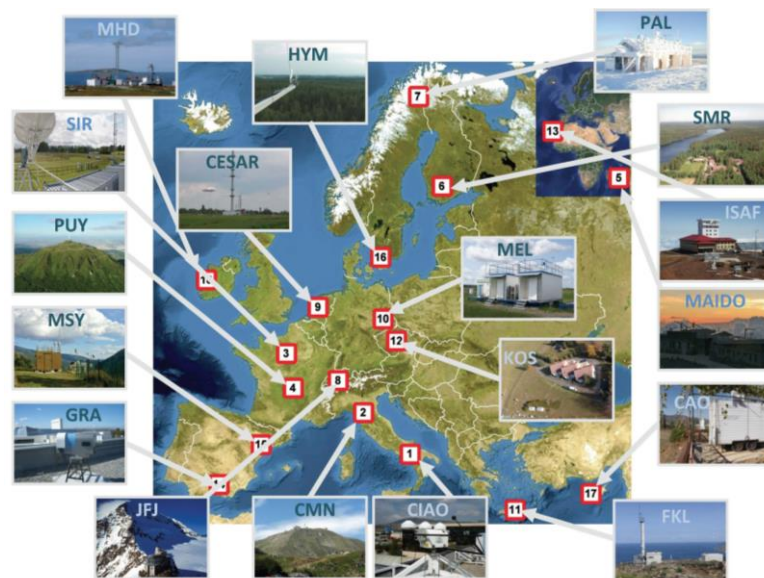 MHD
HYM
PAL
SIR
CESAR
SMR
PUY
MEL
ISAF
MSY
KOS
MAIDO
GRA
CAO
JFJ
CMN
CIAO
FKL
7
13
5
6
16
9
10
3
12
4
8
2
1
17
11